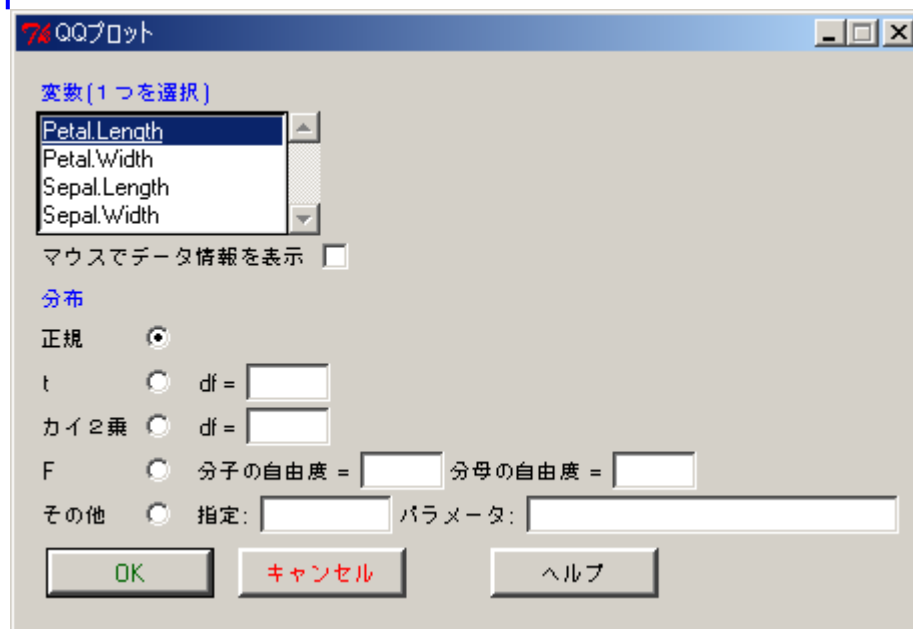 QQプロット
変数(1つを選択)
Petal.Length
Petal.Width
Sepal.Length
Sepal.Width
マウスでデータ情報を表示
分布
正規
t df =
カイ2乗 df =
F 分子の自由度 = 分母の自由度 =
その他 指定: パラメータ:
OK キャンセル ヘルプ